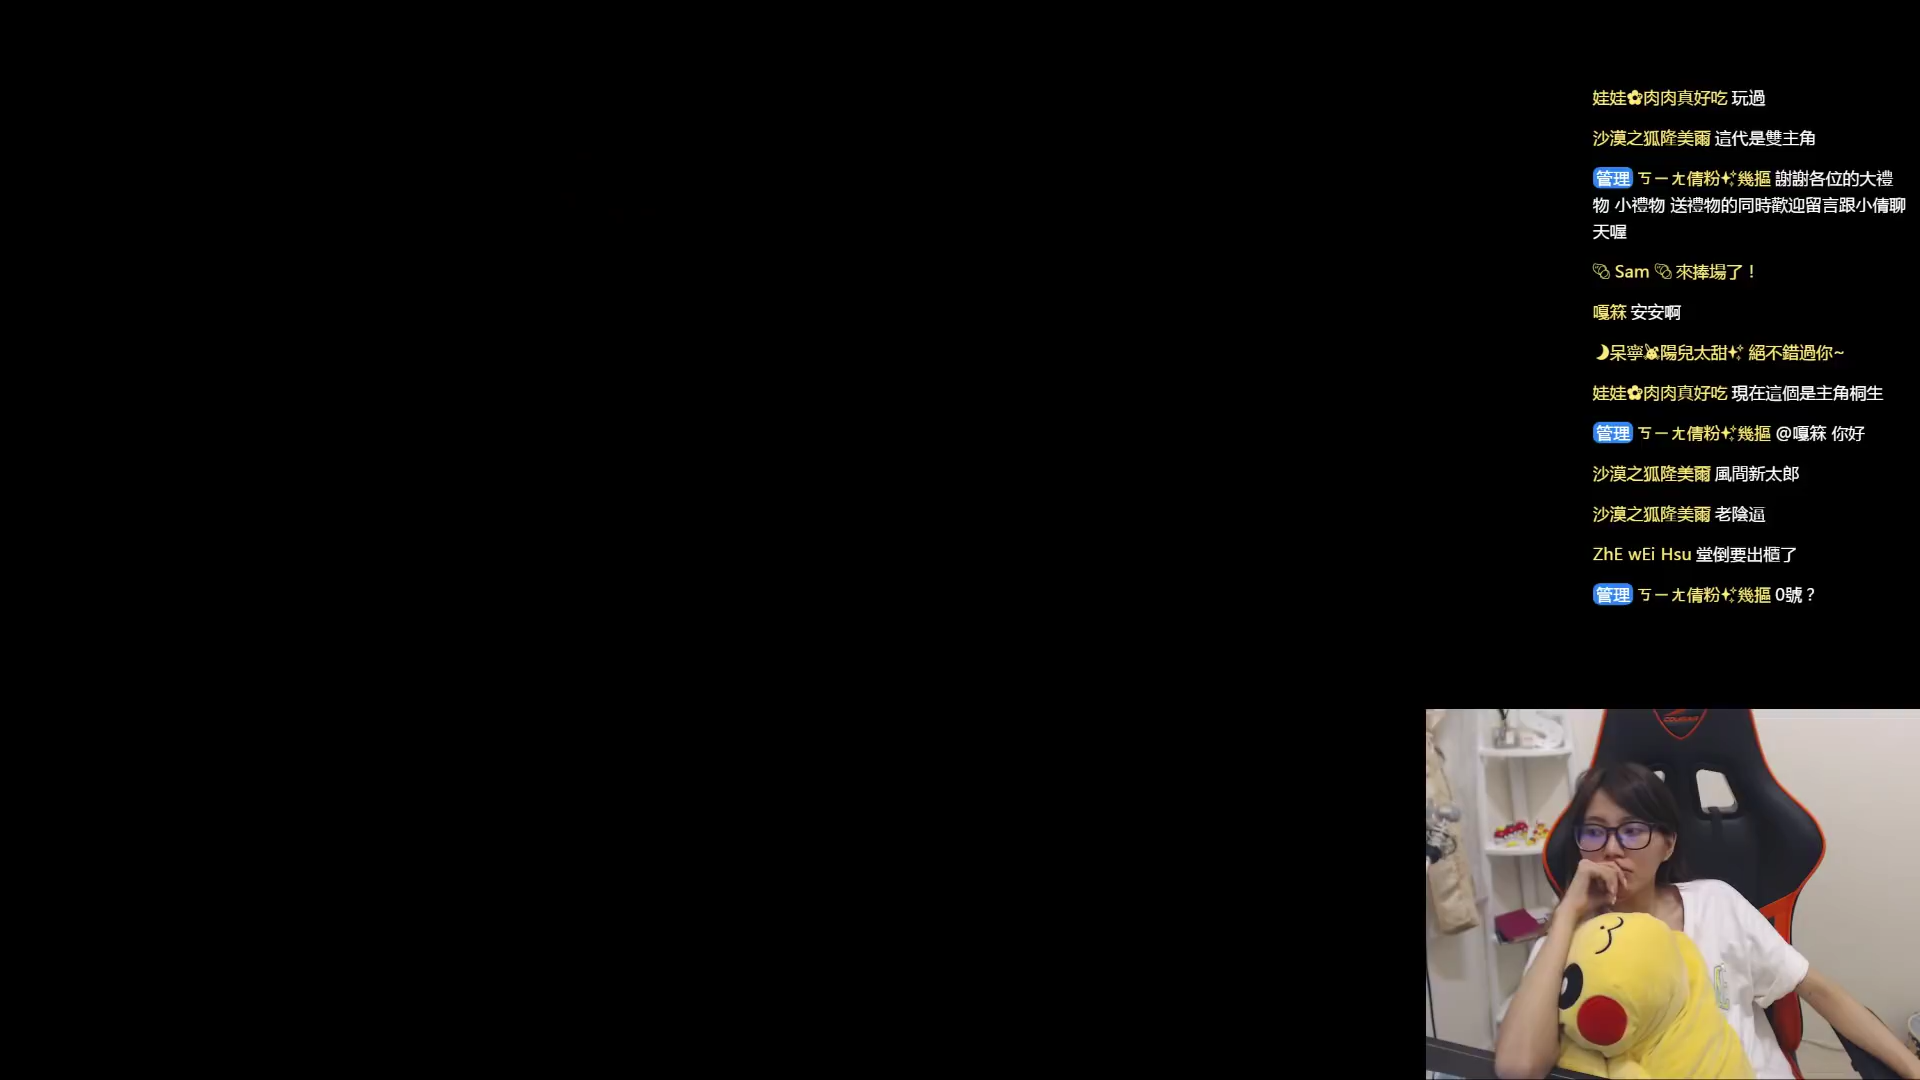 娃娃✿肉肉真好吃 玩過
沙漠之狐隆美爾 這代是雙主角
管理 ㄎㄧㄤ倩粉✨幾摳 謝謝各位的大禮
物 小禮物 送禮物的同時歡迎留言跟小倩聊
天喔
🥜 Sam 🥜 來捧場了！
嘎箖 安安啊
🌙呆寧🐰陽兒太甜✨ 絕不錯過你~
娃娃✿肉肉真好吃 現在這個是主角桐生
管理 ㄎㄧㄤ倩粉✨幾摳 @嘎箖 你好
沙漠之狐隆美爾 風間新太郎
沙漠之狐隆美爾 老陰逼
ZhE wEi Hsu 堂倒要出櫃了
管理 ㄎㄧㄤ倩粉✨幾摳 0號？
COUGAR